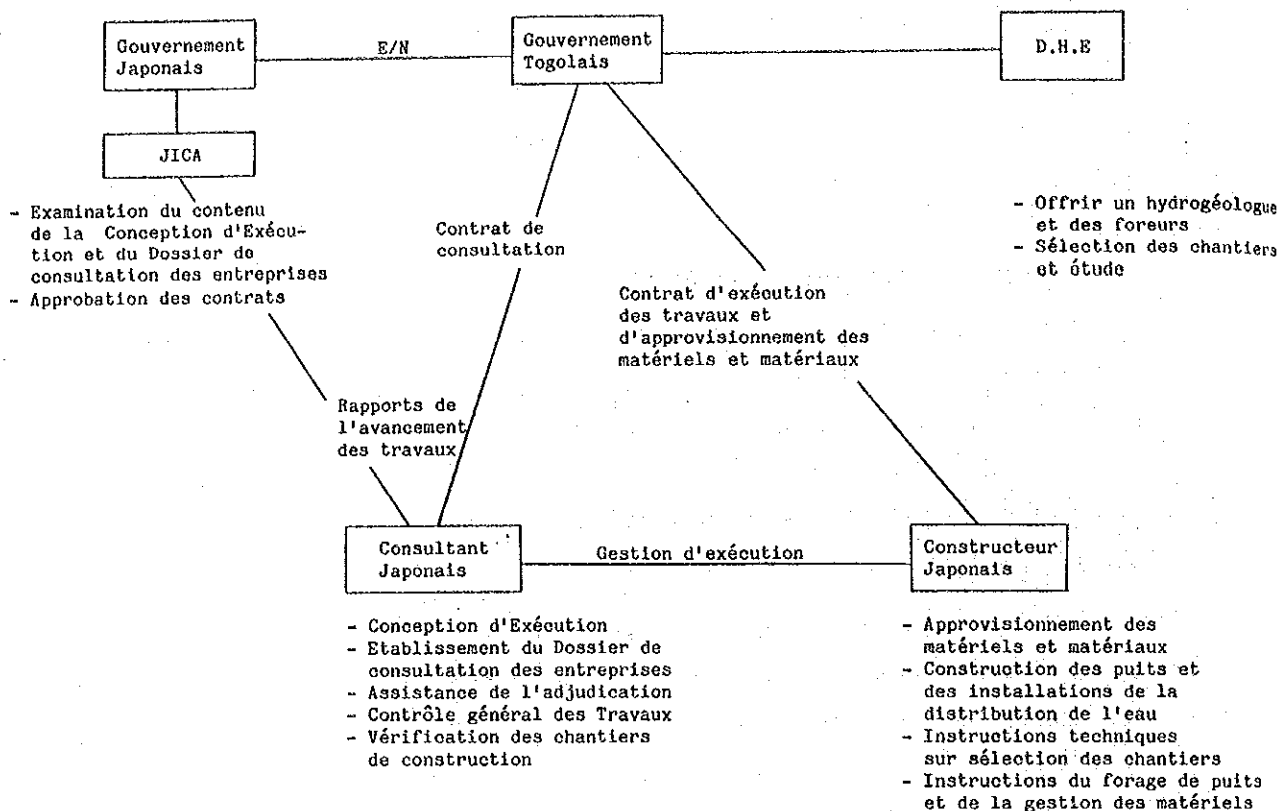 Gouvernement
Japonais
E/N
Gouvernement
Togolais
D.H.E
JICA
- Examination du contenu
de la Conception d'Exécu-
tion et du Dossier de
consultation des entreprises
- Approbation des contrats
Contrat de
consultation
- Offrir un hydrogéologue
et des foreurs
- Sélection des chantiers
et étude
Contrat d'exécution
des travaux et
d'approvisionnement des
matériels et matériaux
Rapports de
l'avancement
des travaux
Consultant
Japonais
Gestion d'exécution
Constructeur
Japonais
- Conception d'Exécution
- Etablissement du Dossier de
consultation des entreprises
- Assistance de l'adjudication
- Contrôle général des Travaux
- Vérification des chantiers
de construction
- Approvisionnement des
matériels et matériaux
- Construction des puits et
des installations de la
distribution de l'eau
- Instructions techniques
sur sélection des chantiers
- Instructions du forage de puits
et de la gestion des matériels